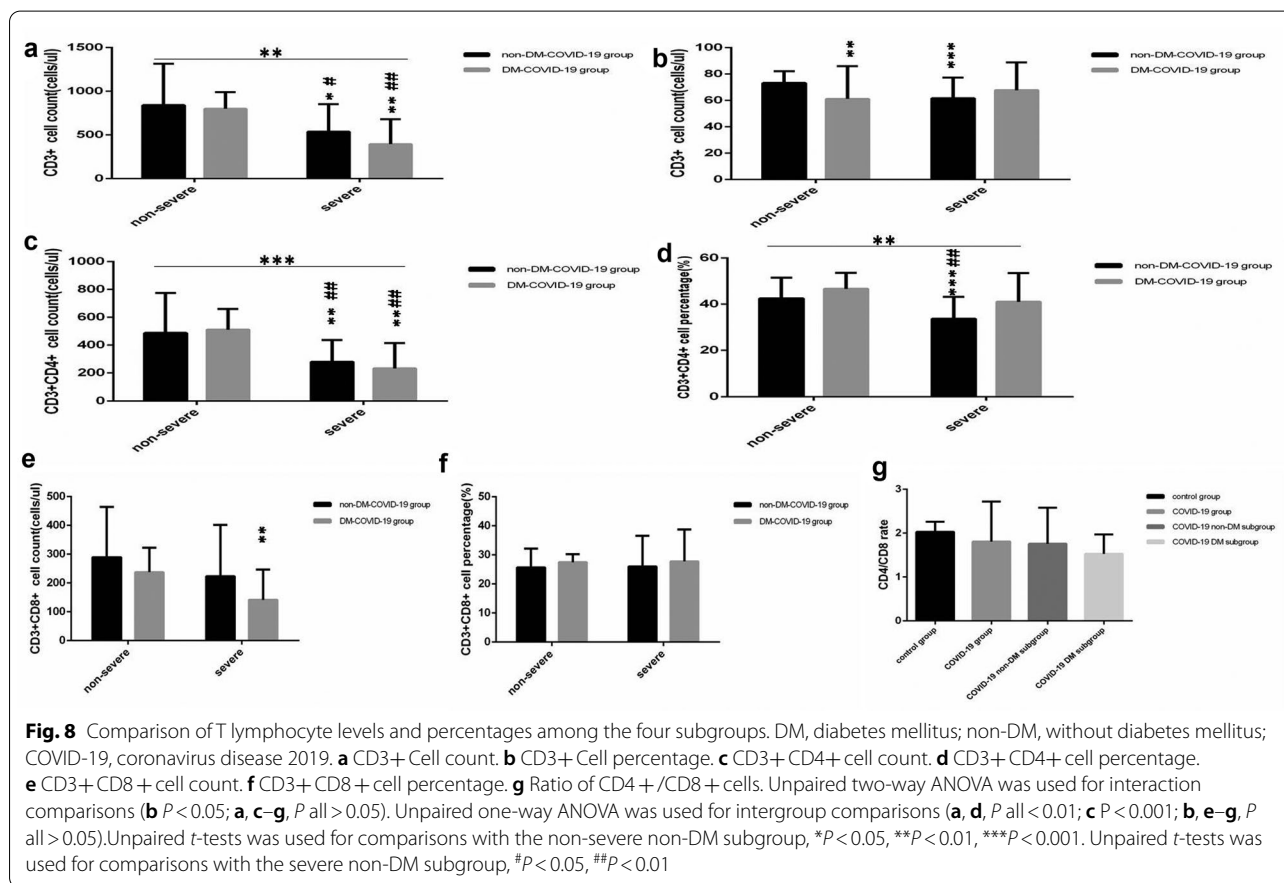 a
CD3+ cell count(cells/ul)
1500
1000
500
0
**
* #
** ##
non-severe
severe
non-DM-COVID-19 group
DM-COVID-19 group
b
CD3+ cell count(cells/ul)
100
80
60
40
20
0
**
***
non-severe
severe
non-DM-COVID-19 group
DM-COVID-19 group
c
CD3+CD4+ cell count(cells/ul)
1000
800
600
400
200
0
***
** ##
**##
non-severe
severe
non-DM-COVID-19 group
DM-COVID-19 group
d
CD3+CD4+ cell percentage(%)
60
40
20
0
**
***##
non-severe
severe
non-DM-COVID-19 group
DM-COVID-19 group
e
CD3+CD8+ cell count(cells/ul)
500
400
300
200
100
0
**
non-severe
severe
non-DM-COVID-19 group
DM-COVID-19 group
f
CD3+CD8+ cell percentage(%)
50
40
30
20
10
0
non-severe
severe
non-DM-COVID-19 group
DM-COVID-19 group
g
CD4/CD8 rate
3
2
1
0
control group
COVID-19 group
COVID-19 non-DM subgroup
COVID-19 DM subgroup
control group
COVID-19 group
COVID-19 non-DM subgroup
COVID-19 DM subgroup
Fig. 8 Comparison of T lymphocyte levels and percentages among the four subgroups. DM, diabetes mellitus; non-DM, without diabetes mellitus;
COVID-19, coronavirus disease 2019. a CD3+ Cell count. b CD3+ Cell percentage. c CD3+ CD4+ cell count. d CD3+ CD4+ cell percentage.
e CD3+ CD8 + cell count. f CD3+ CD8 + cell percentage. g Ratio of CD4 +/CD8 + cells. Unpaired two-way ANOVA was used for interaction
comparisons (b P < 0.05; a, c–g, P all > 0.05). Unpaired one-way ANOVA was used for intergroup comparisons (a, d, P all < 0.01; c P < 0.001; b, e–g, P
all > 0.05).Unpaired t-tests was used for comparisons with the non-severe non-DM subgroup, *P < 0.05, **P < 0.01, ***P < 0.001. Unpaired t-tests
was used for comparisons with the severe non-DM subgroup, #P < 0.05, ##P < 0.01